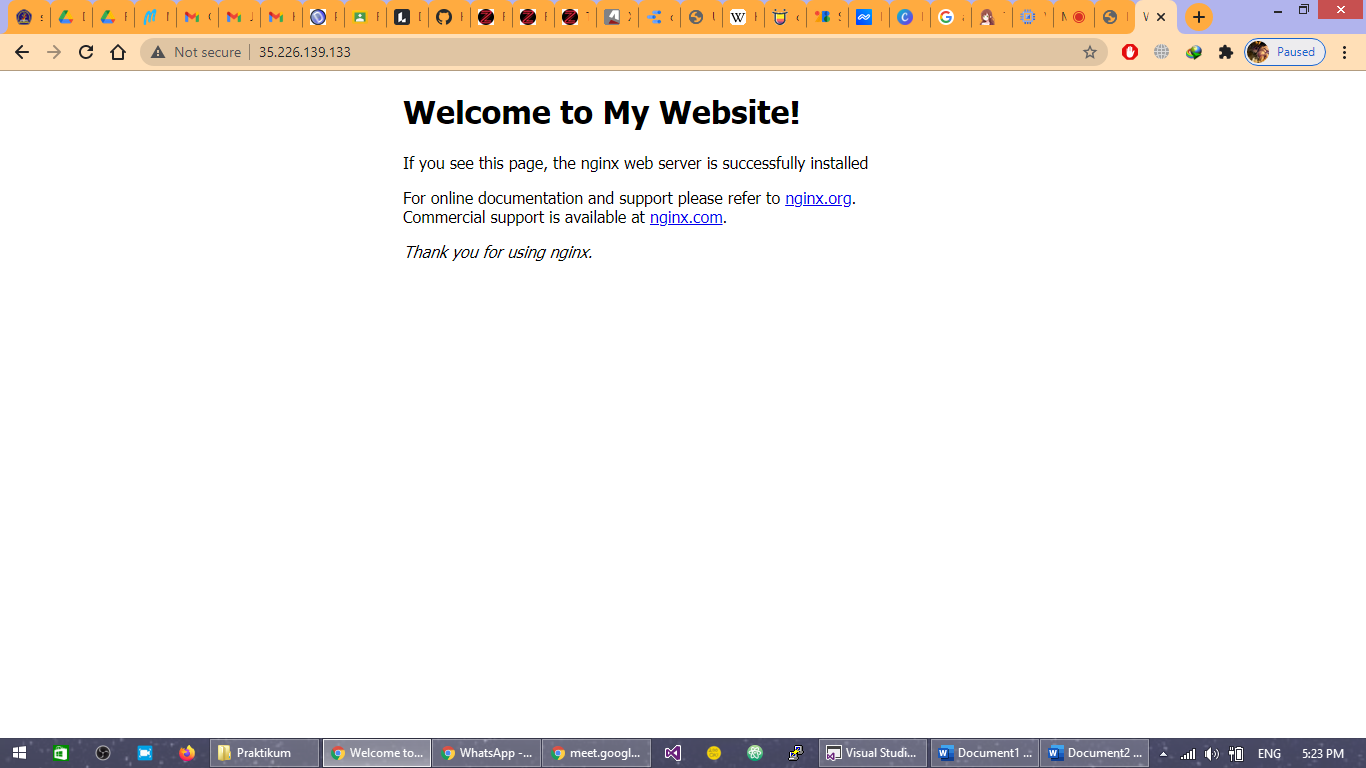 Not secure
35.226.139.133
Paused
Welcome to My Website!
If you see this page, the nginx web server is successfully installed
For online documentation and support please refer to nginx.org.
Commercial support is available at nginx.com.
Thank you for using nginx.
Praktikum
Welcome to...
WhatsApp -...
meet.googl...
Visual Studi...
Document1 ...
Document2 ...
ENG
5:23 PM